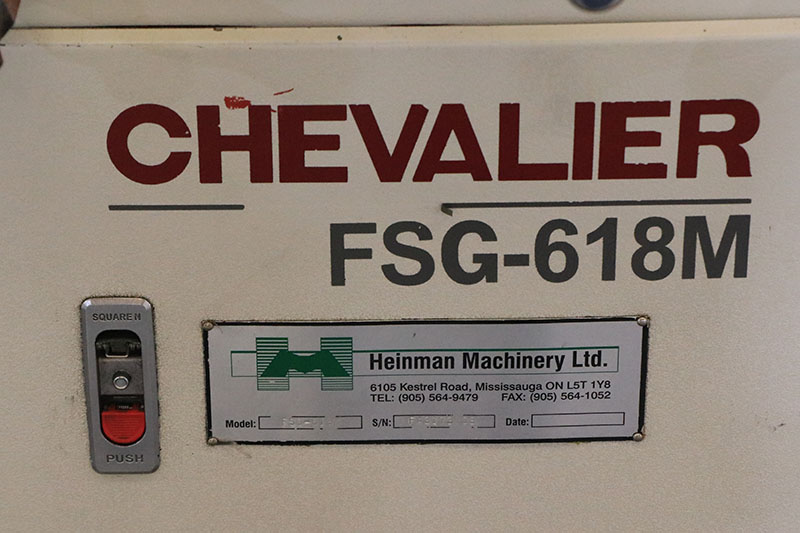 CHEVALIER
FSG-618M
SQUARE N
PUSH
Heinman Machinery Ltd.
6105 Kestrel Road, Mississauga ON L5T 1Y8
TEL: (905) 564-9479 FAX: (905) 564-1052
Model: S/N: Date: